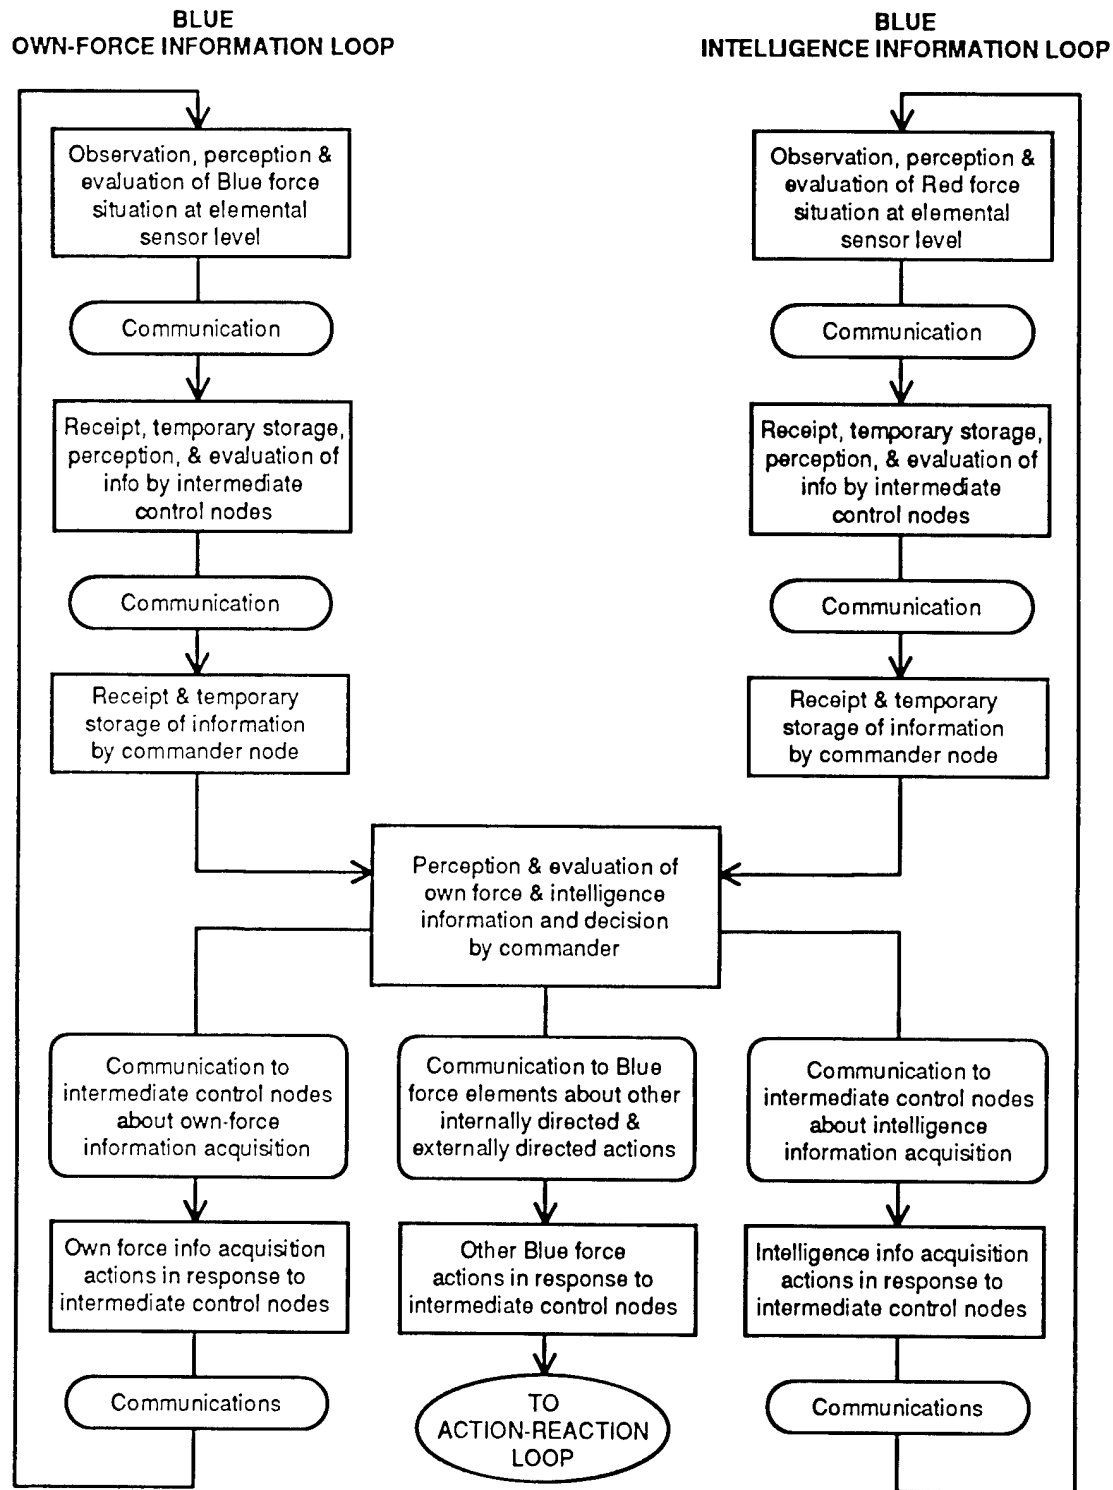 BLUE
OWN-FORCE INFORMATION LOOP
BLUE
INTELLIGENCE INFORMATION LOOP
Observation, perception &
evaluation of Blue force
situation at elemental
sensor level
Observation, perception &
evaluation of Red force
situation at elemental
sensor level
Communication
Communication
Receipt, temporary storage,
perception, & evaluation of
info by intermediate
control nodes
Receipt, temporary storage,
perception, & evaluation of
info by intermediate
control nodes
Communication
Communication
Receipt & temporary
storage of information
by commander node
Receipt & temporary
storage of information
by commander node
Perception & evaluation of
own force & intelligence
information and decision
by commander
Communication to
intermediate control nodes
about own-force
information acquisition
Communication to Blue
force elements about other
internally directed &
externally directed actions
Communication to
intermediate control nodes
about intelligence
information acquisition
Own force info acquisition
actions in response to
intermediate control nodes
Other Blue force
actions in response to
intermediate control nodes
Intelligence info acquisition
actions in response to
intermediate control nodes
Communications
TO
ACTION-REACTION
LOOP
Communications